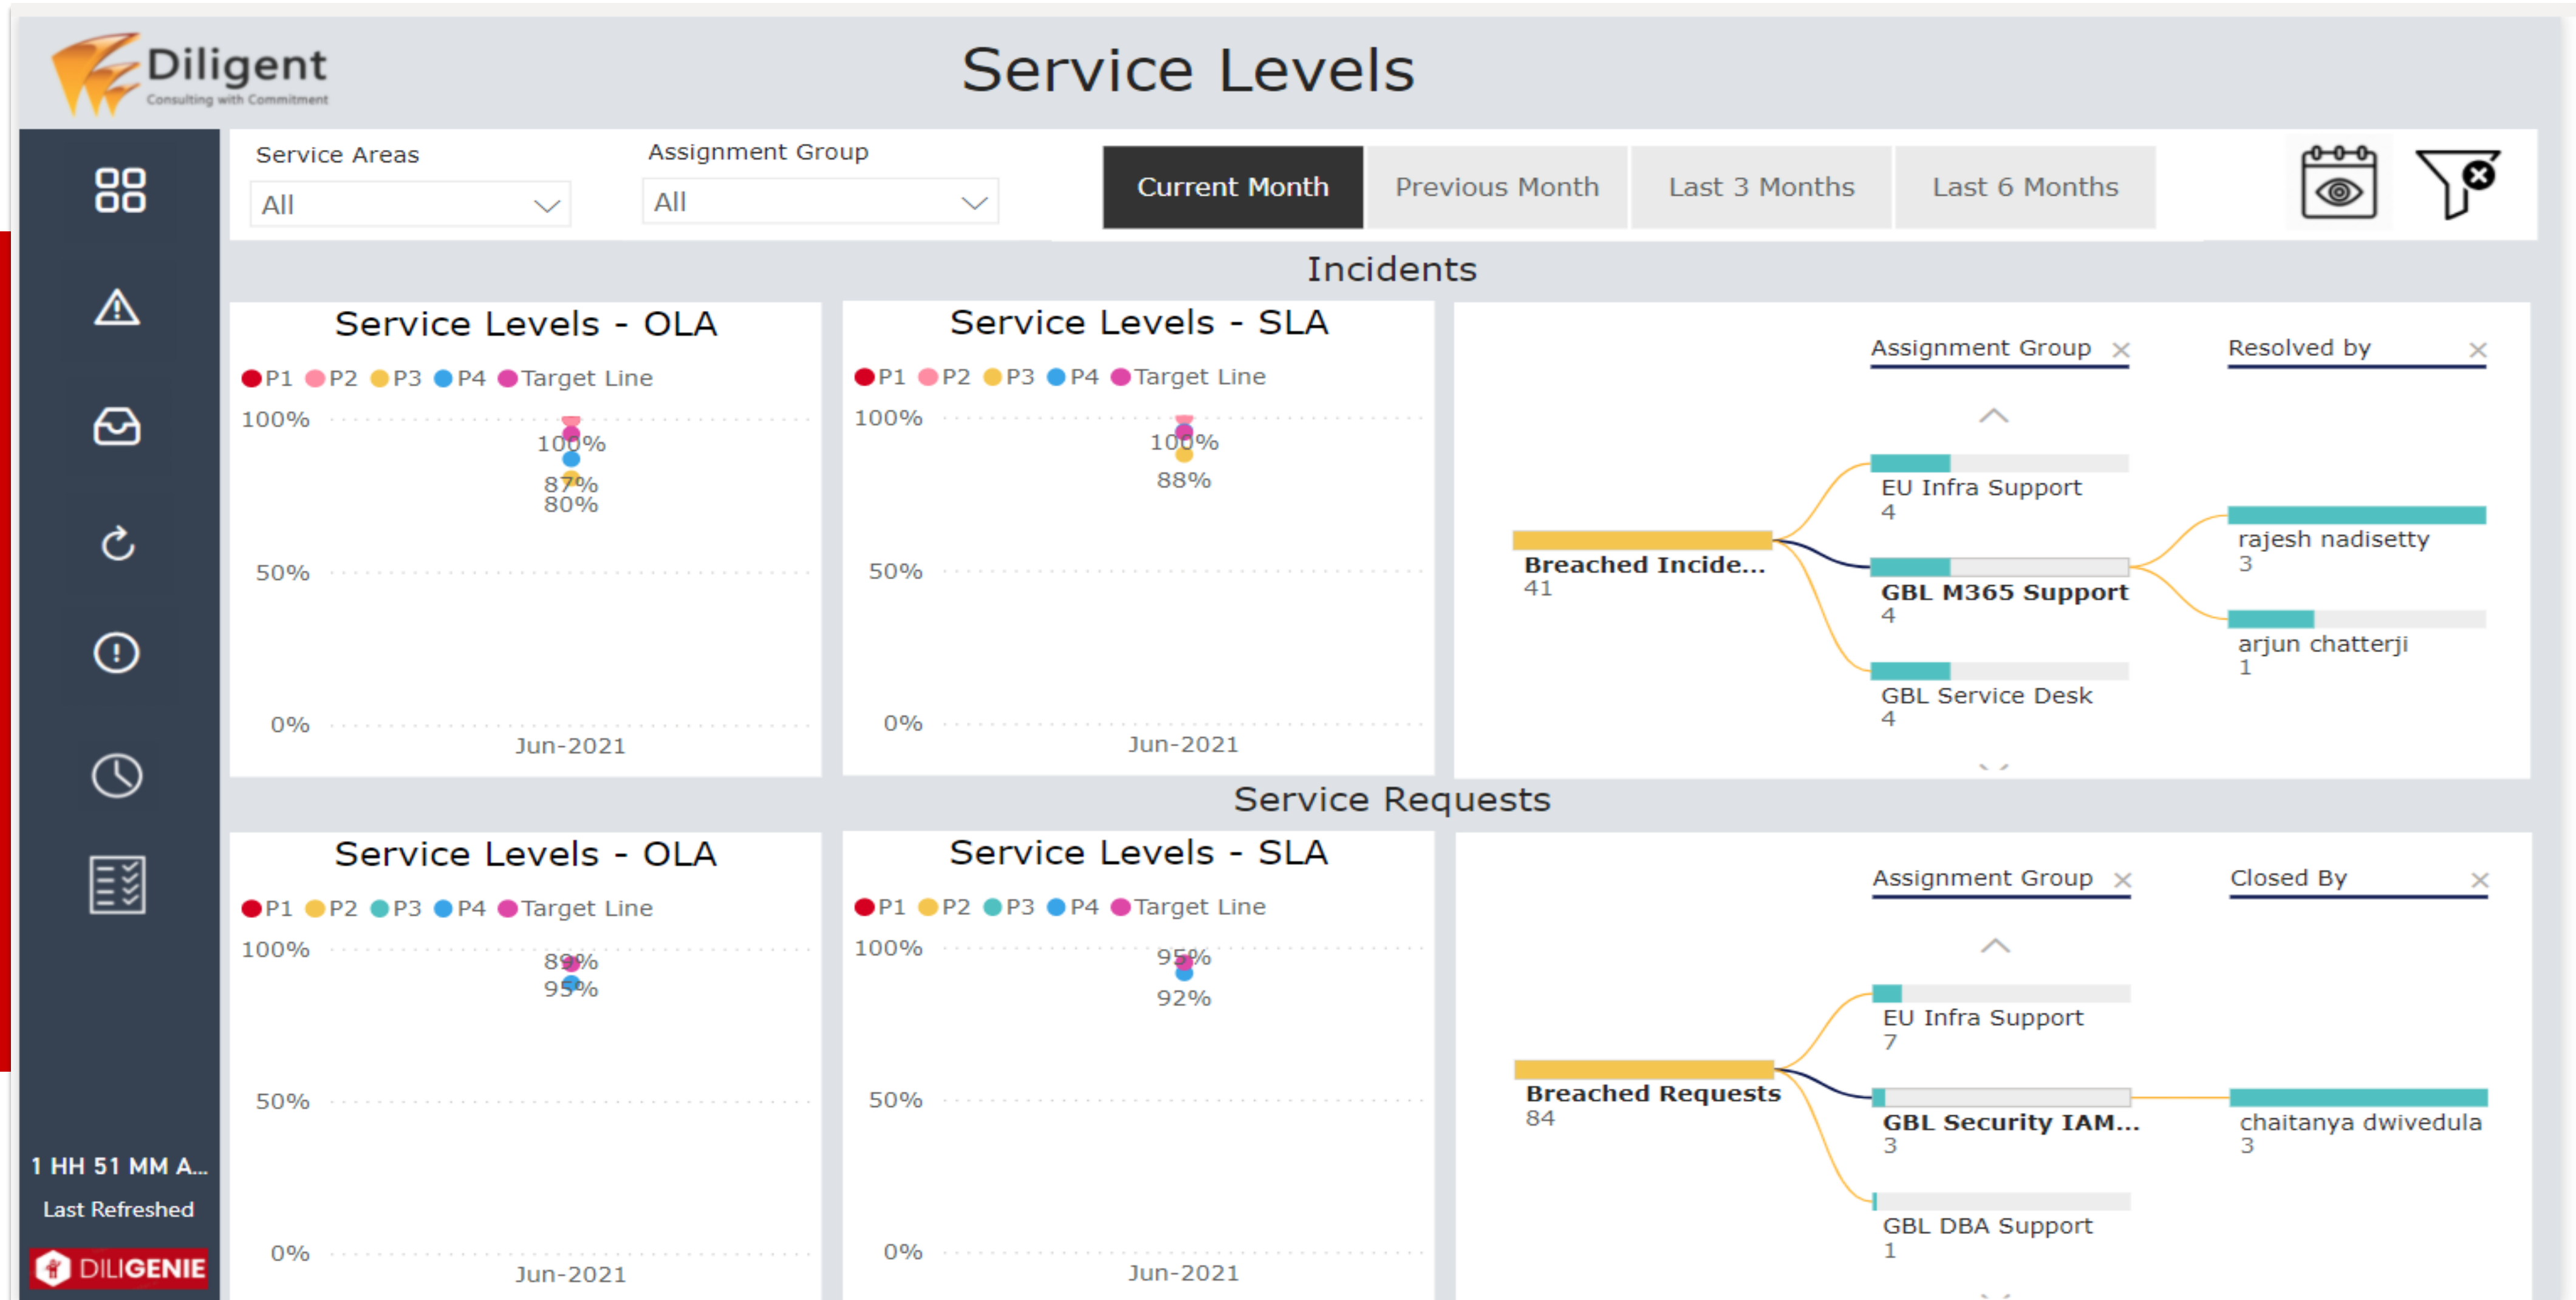 Diligent
Consulting with Commitment
Service Levels
Service Areas
All
Assignment Group
All
Current Month
Previous Month
Last 3 Months
Last 6 Months
Incidents
Service Levels - OLA
P1 P2 P3 P4 Target Line
100%
50%
0%
100%
87%
80%
Jun-2021
Service Levels - SLA
P1 P2 P3 P4 Target Line
100%
50%
0%
100%
88%
Jun-2021
Assignment Group
Resolved by
Breached Incide...
41
EU Infra Support
4
GBL M365 Support
4
GBL Service Desk
4
rajesh nadisetty
3
arjun chatterji
1
Service Requests
Service Levels - OLA
P1 P2 P3 P4 Target Line
100%
50%
0%
89%
95%
Jun-2021
Service Levels - SLA
P1 P2 P3 P4 Target Line
100%
50%
0%
95%
92%
Jun-2021
Assignment Group
Closed By
Breached Requests
84
EU Infra Support
7
GBL Security IAM...
3
GBL DBA Support
1
chaitanya dwivedula
3
1 HH 51 MM A...
Last Refreshed
DILIGENIE